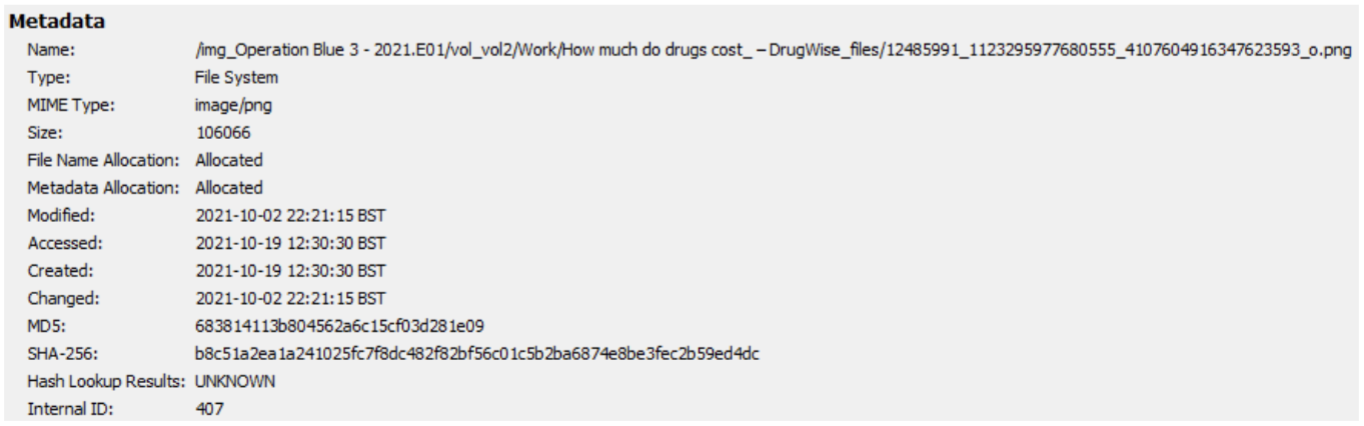 Metadata
Name: /img_Operation Blue 3 - 2021.E01/vol_vol2/Work/How much do drugs cost_ – DrugWise_files/12485991_1123295977680555_4107604916347623593_o.png
Type: File System
MIME Type: image/png
Size: 106066
File Name Allocation: Allocated
Metadata Allocation: Allocated
Modified: 2021-10-02 22:21:15 BST
Accessed: 2021-10-19 12:30:30 BST
Created: 2021-10-19 12:30:30 BST
Changed: 2021-10-02 22:21:15 BST
MD5: 683814113b804562a6c15cf03d281e09
SHA-256: b8c51a2ea1a241025fc7f8dc482f82bf56c01c5b2ba6874e8be3fec2b59ed4dc
Hash Lookup Results: UNKNOWN
Internal ID: 407